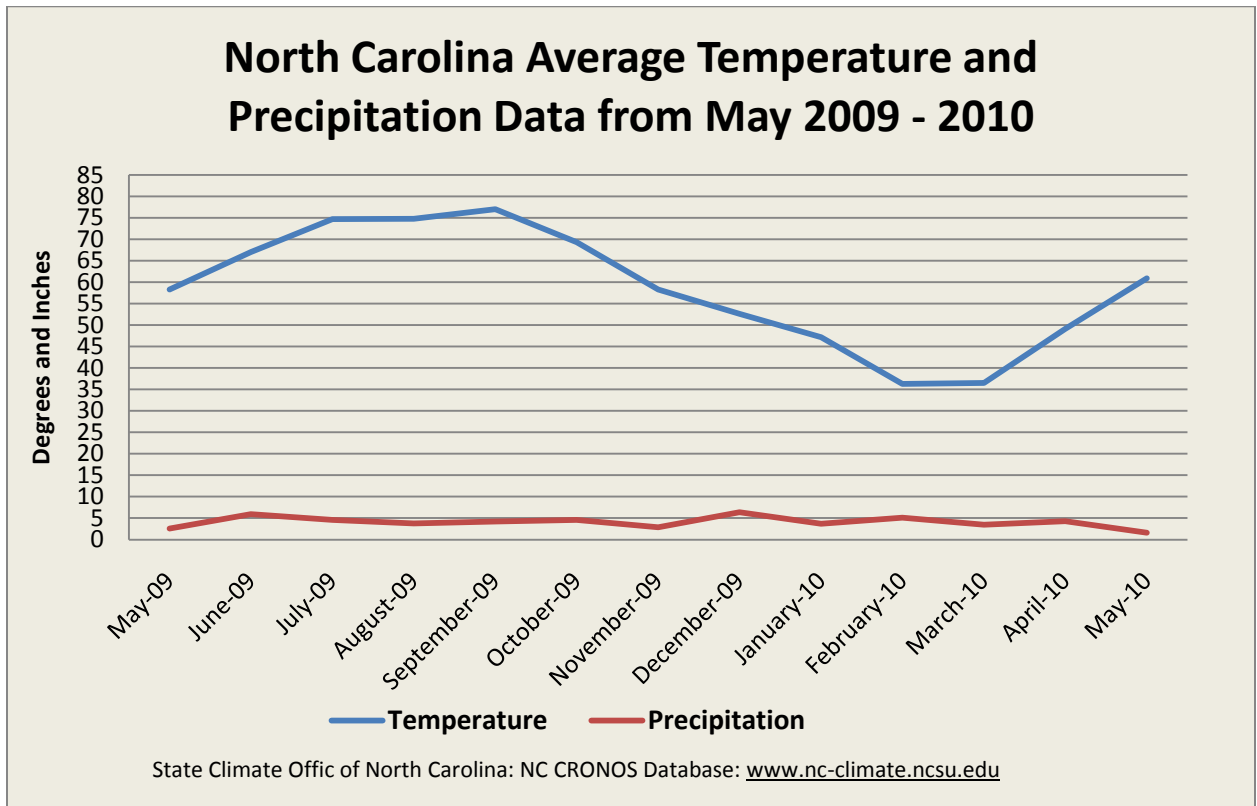 North Carolina Average Temperature and
Precipitation Data from May 2009 - 2010
Degrees and Inches
85
80
75
70
65
60
55
50
45
40
35
30
25
20
15
10
5
0
May-09
June-09
July-09
August-09
September-09
October-09
November-09
December-09
January-10
February-10
March-10
April-10
May-10
Temperature
Precipitation
State Climate Offic of North Carolina: NC CRONOS Database: www.nc-climate.ncsu.edu